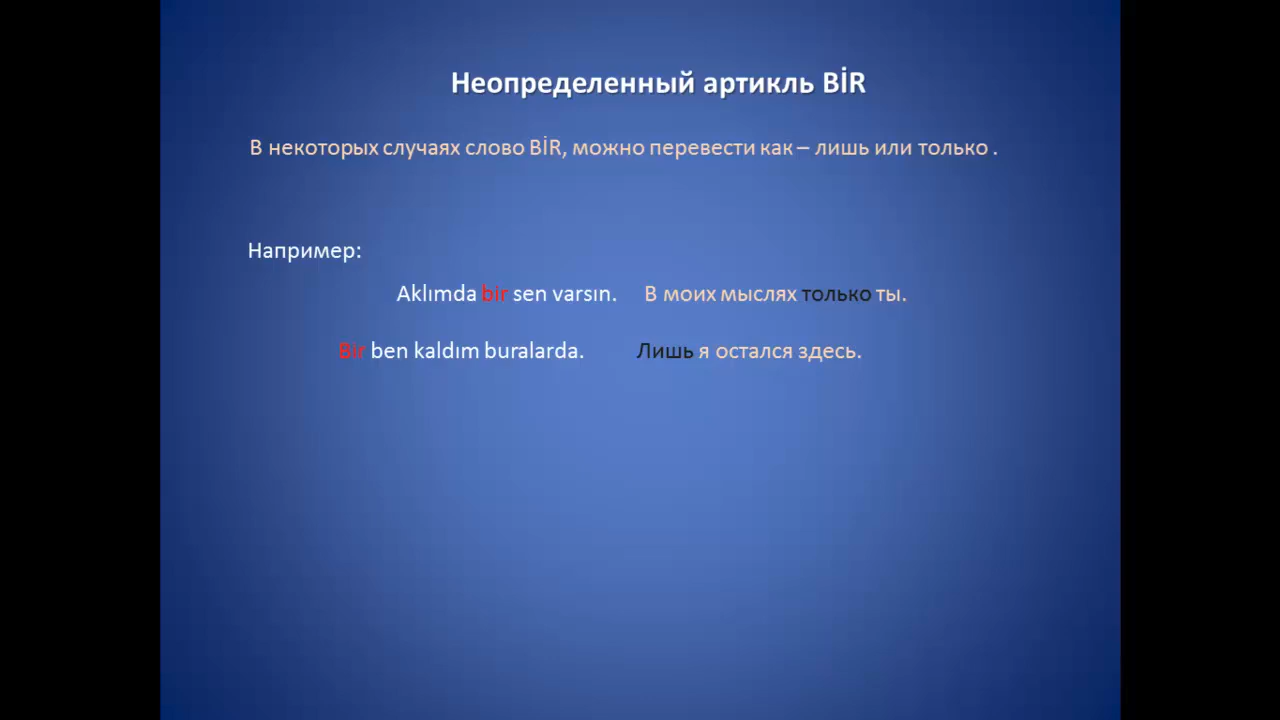 Неопределенный артикль BİR
В некоторых случаях слово BİR, можно перевести как – лишь или только .
Например:
Aklımda bir sen varsın. В моих мыслях только ты.
Bir ben kaldım buralarda. Лишь я остался здесь.